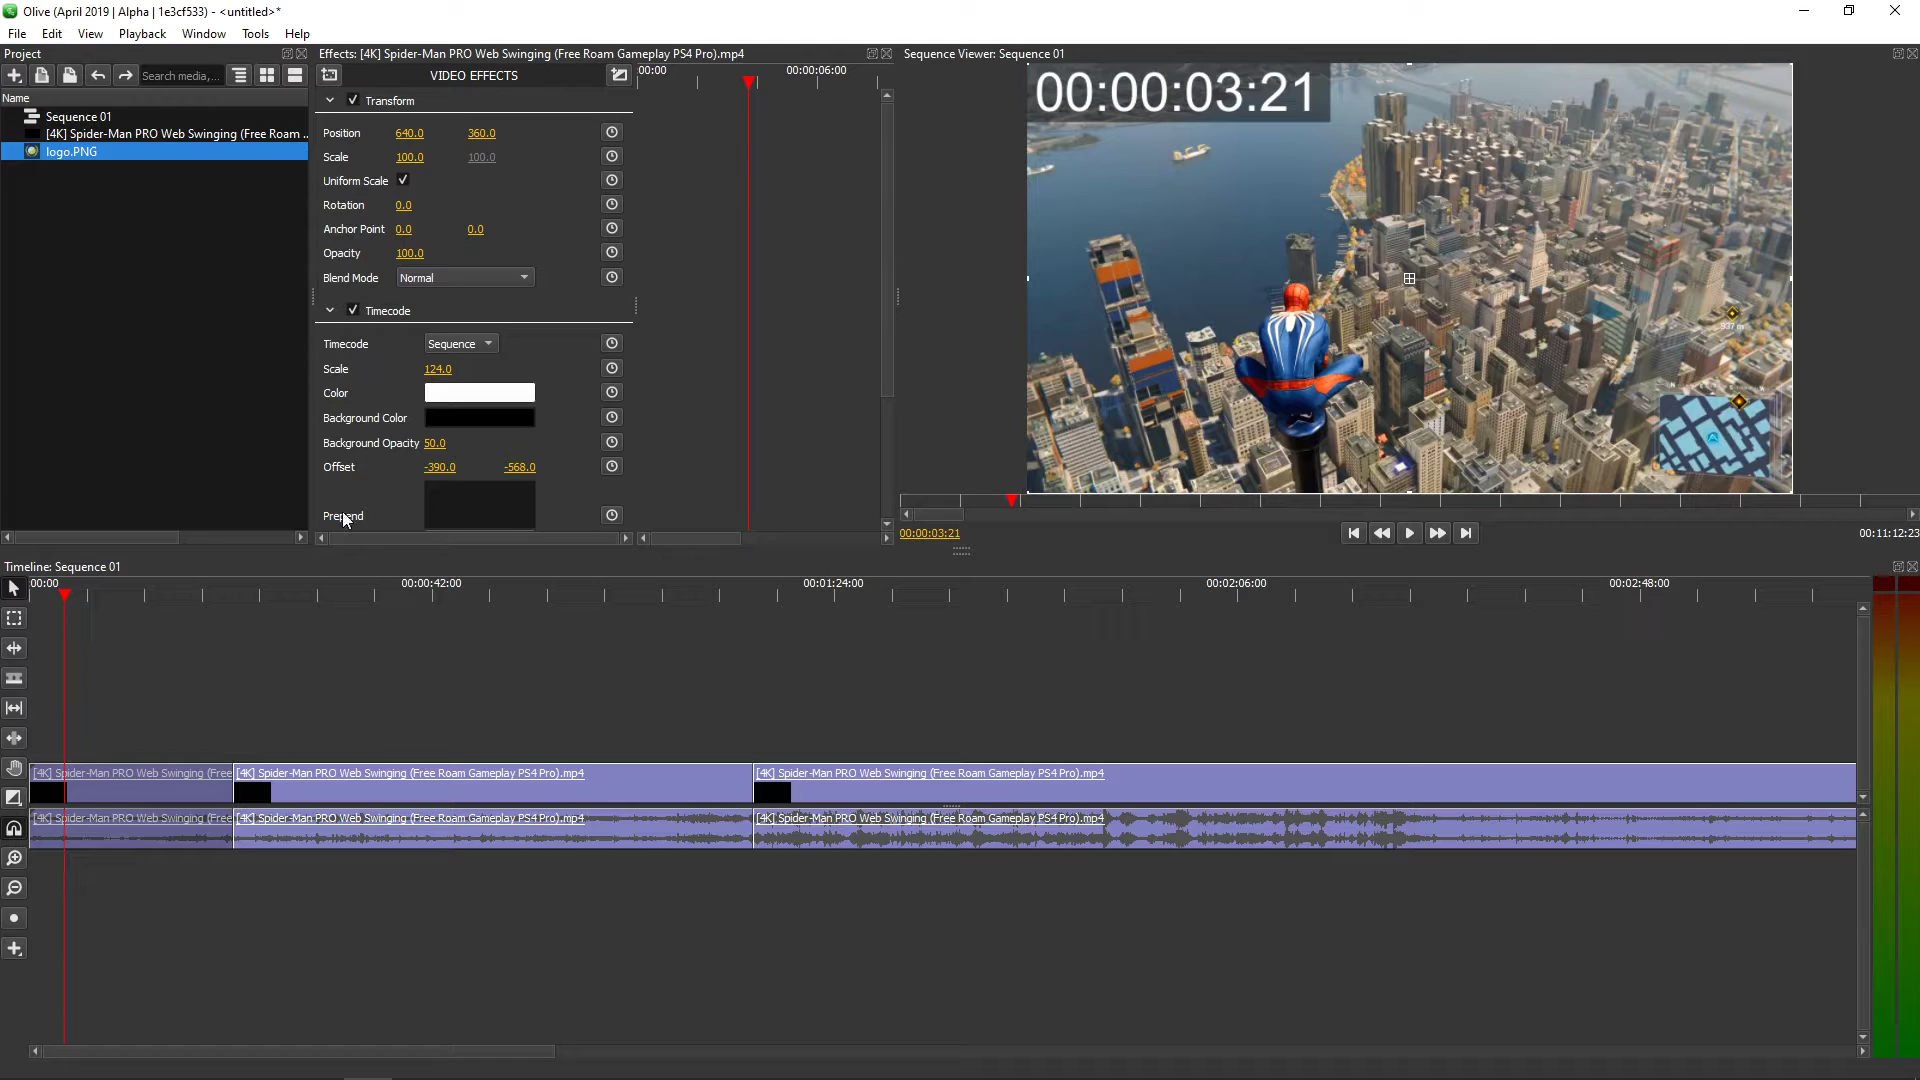 Olive (April 2019 | Alpha | 1e3cf533) - <untitled>*
File Edit View Playback Window Tools Help
Project
Search media,...
Name
Sequence 01
[4K] Spider-Man PRO Web Swinging (Free Roam ...
logo.PNG
Effects: [4K] Spider-Man PRO Web Swinging (Free Roam Gameplay PS4 Pro).mp4
VIDEO EFFECTS
Transform
Position 640.0 360.0
Scale 100.0 100.0
Uniform Scale
Rotation 0.0
Anchor Point 0.0 0.0
Opacity 100.0
Blend Mode Normal
Timecode
Timecode Sequence
Scale 124.0
Color
Background Color
Background Opacity 50.0
Offset -390.0 -568.0
Prepend
00:00 00:00:06:00
Sequence Viewer: Sequence 01
00:00:03:21
937 m
00:00:03:21 00:11:12:23
Timeline: Sequence 01
00:00 00:00:42:00 00:01:24:00 00:02:06:00 00:02:48:00
[4K] Spider-Man PRO Web Swinging (Free [4K] Spider-Man PRO Web Swinging (Free Roam Gameplay PS4 Pro).mp4 [4K] Spider-Man PRO Web Swinging (Free Roam Gameplay PS4 Pro).mp4
[4K] Spider-Man PRO Web Swinging (Free [4K] Spider-Man PRO Web Swinging (Free Roam Gameplay PS4 Pro).mp4 [4K] Spider-Man PRO Web Swinging (Free Roam Gameplay PS4 Pro).mp4